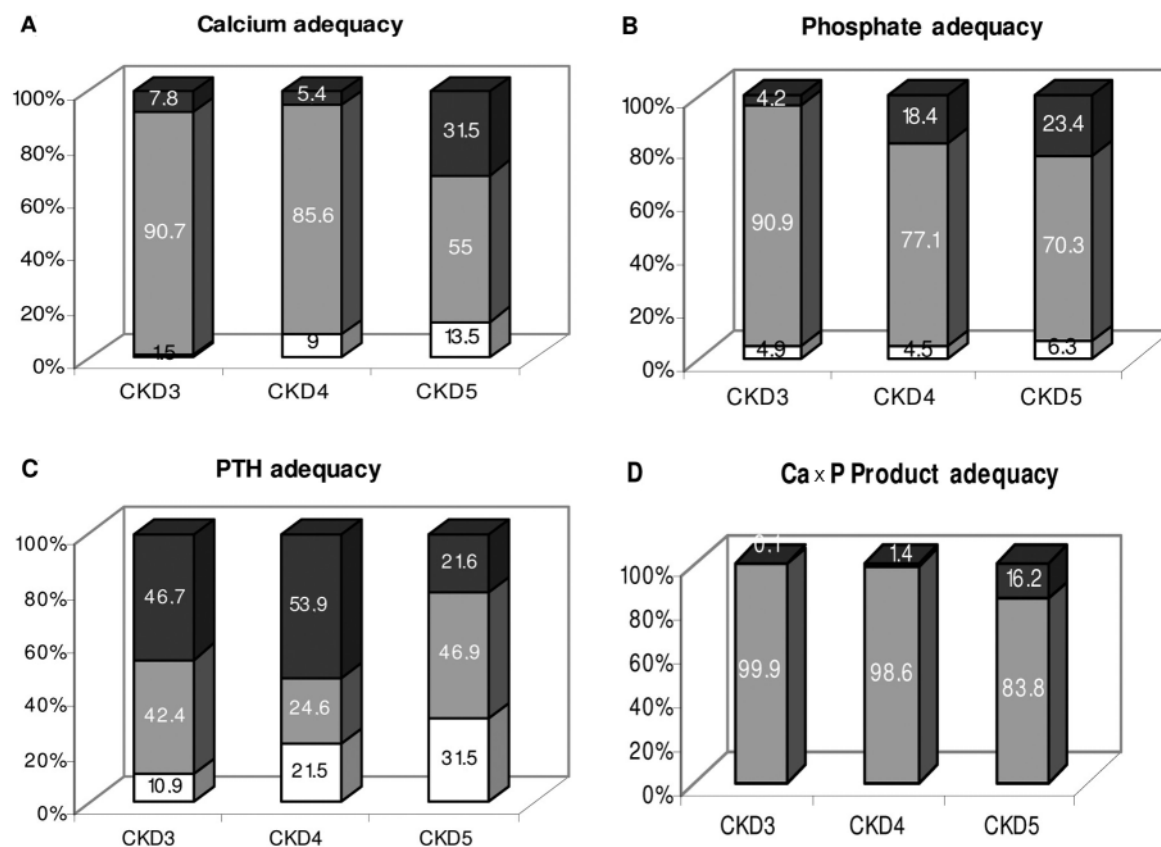 A Calcium adequacy
100%
80%
60%
40%
20%
0%
7.8 5.4 31.5
90.7 85.6 55
1.5 9 13.5
CKD3 CKD4 CKD5
B Phosphate adequacy
100%
80%
60%
40%
20%
0%
4.2 18.4 23.4
90.9 77.1 70.3
4.9 4.5 6.3
CKD3 CKD4 CKD5
C PTH adequacy
100%
80%
60%
40%
20%
0%
46.7 53.9 21.6
42.4 24.6 46.9
10.9 21.5 31.5
CKD3 CKD4 CKD5
D Ca x P Product adequacy
100%
80%
60%
40%
20%
0%
0.1 1.4 16.2
99.9 98.6 83.8
CKD3 CKD4 CKD5